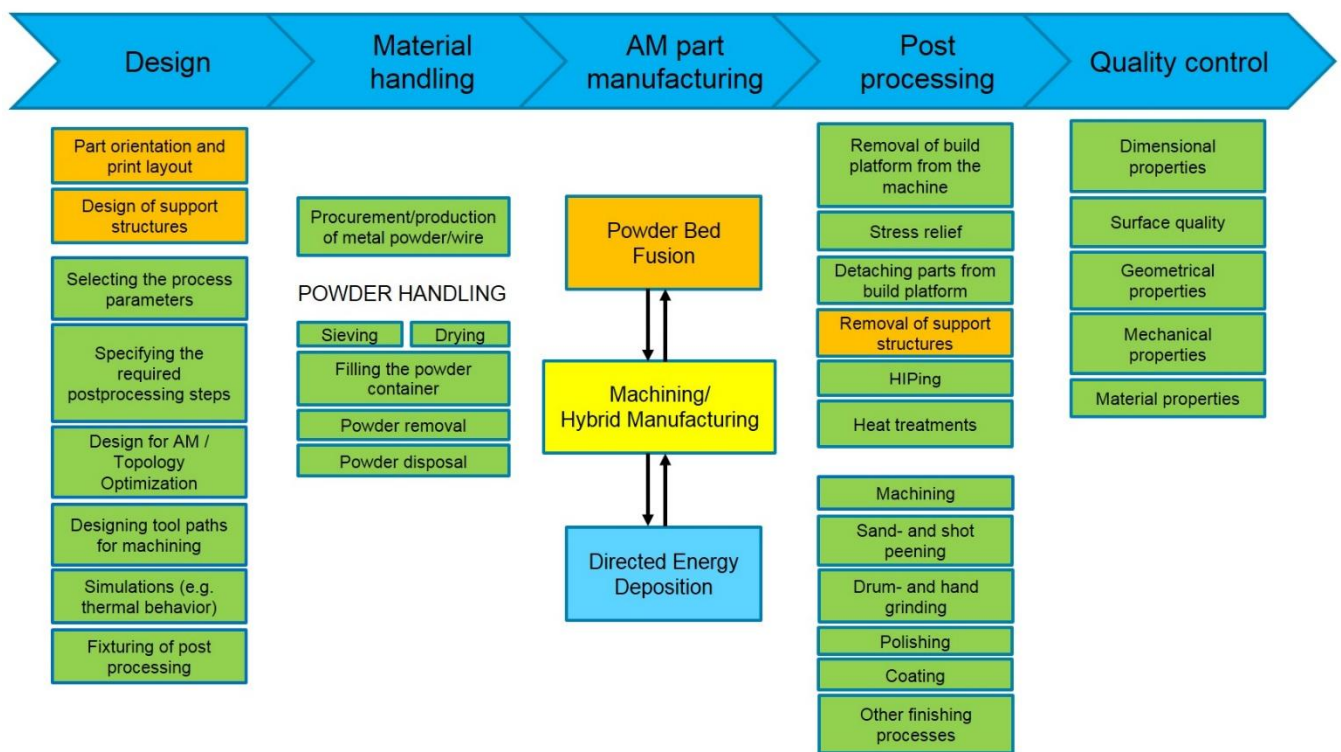 Design
Material
handling
AM part
manufacturing
Post
processing
Quality control
Part orientation and
print layout
Design of support
structures
Selecting the process
parameters
Specifying the
required
postprocessing steps
Design for AM /
Topology
Optimization
Designing tool paths
for machining
Simulations (e.g.
thermal behavior)
Fixturing of post
processing
Procurement/production
of metal powder/wire
POWDER HANDLING
Sieving
Drying
Filling the powder
container
Powder removal
Powder disposal
Powder Bed
Fusion
Machining/
Hybrid Manufacturing
Directed Energy
Deposition
Removal of build
platform from the
machine
Stress relief
Detaching parts from
build platform
Removal of support
structures
HIPing
Heat treatments
Machining
Sand- and shot
peening
Drum- and hand
grinding
Polishing
Coating
Other finishing
processes
Dimensional
properties
Surface quality
Geometrical
properties
Mechanical
properties
Material properties